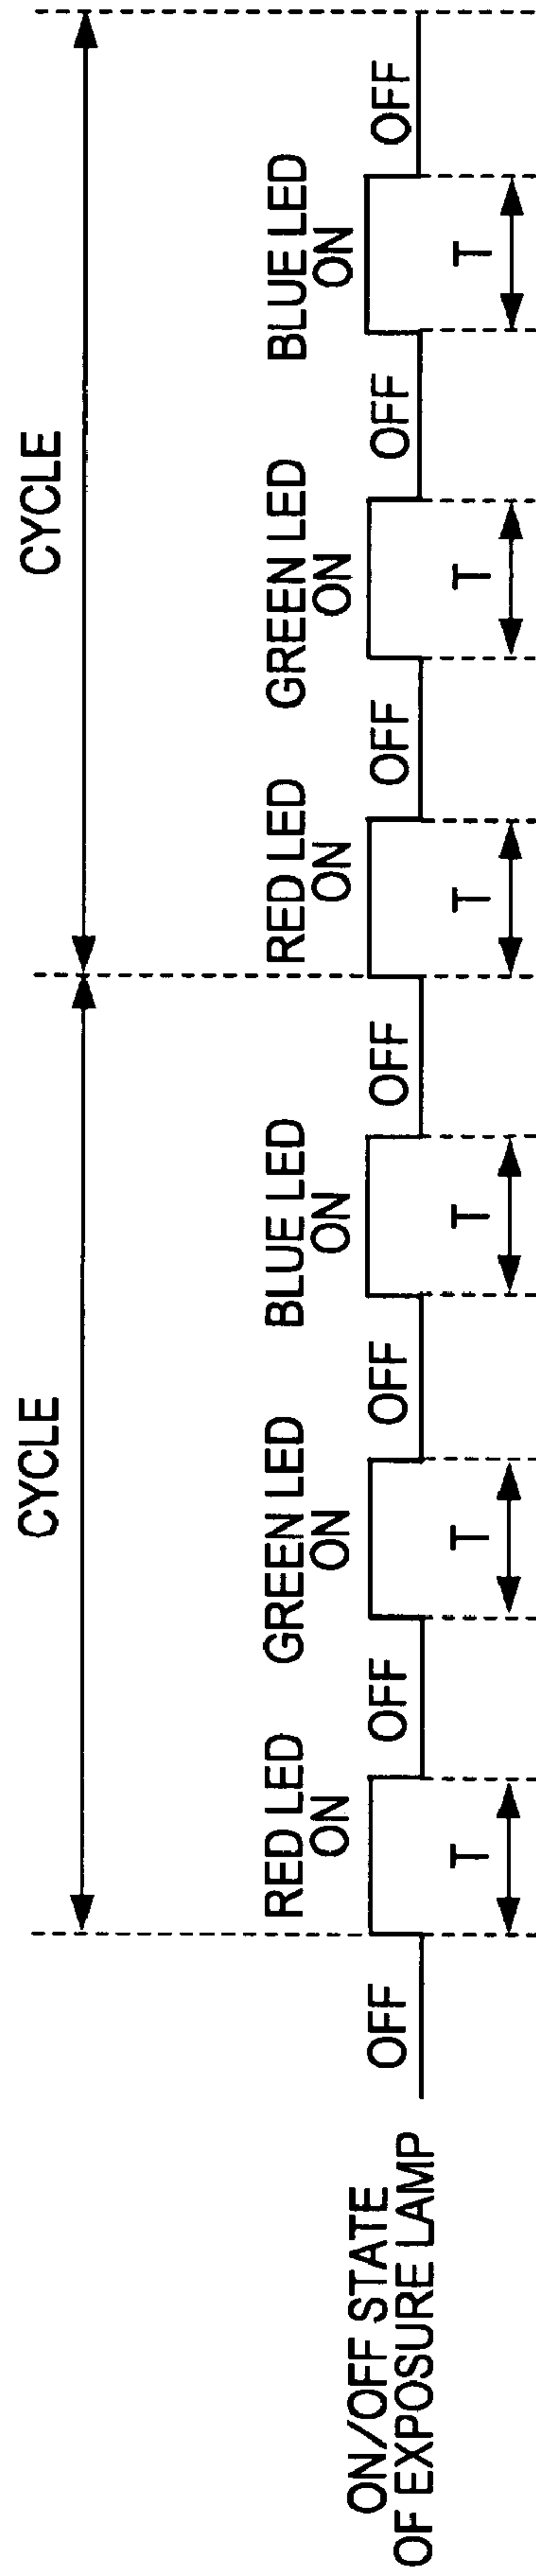 CYCLE
CYCLE
RED LED
ON
GREEN LED
ON
BLUE LED
ON
RED LED
ON
GREEN LED
ON
BLUE LED
ON
ON/OFF STATE
OF EXPOSURE LAMP
OFF
OFF
OFF
OFF
OFF
OFF
OFF
T
T
T
T
T
T